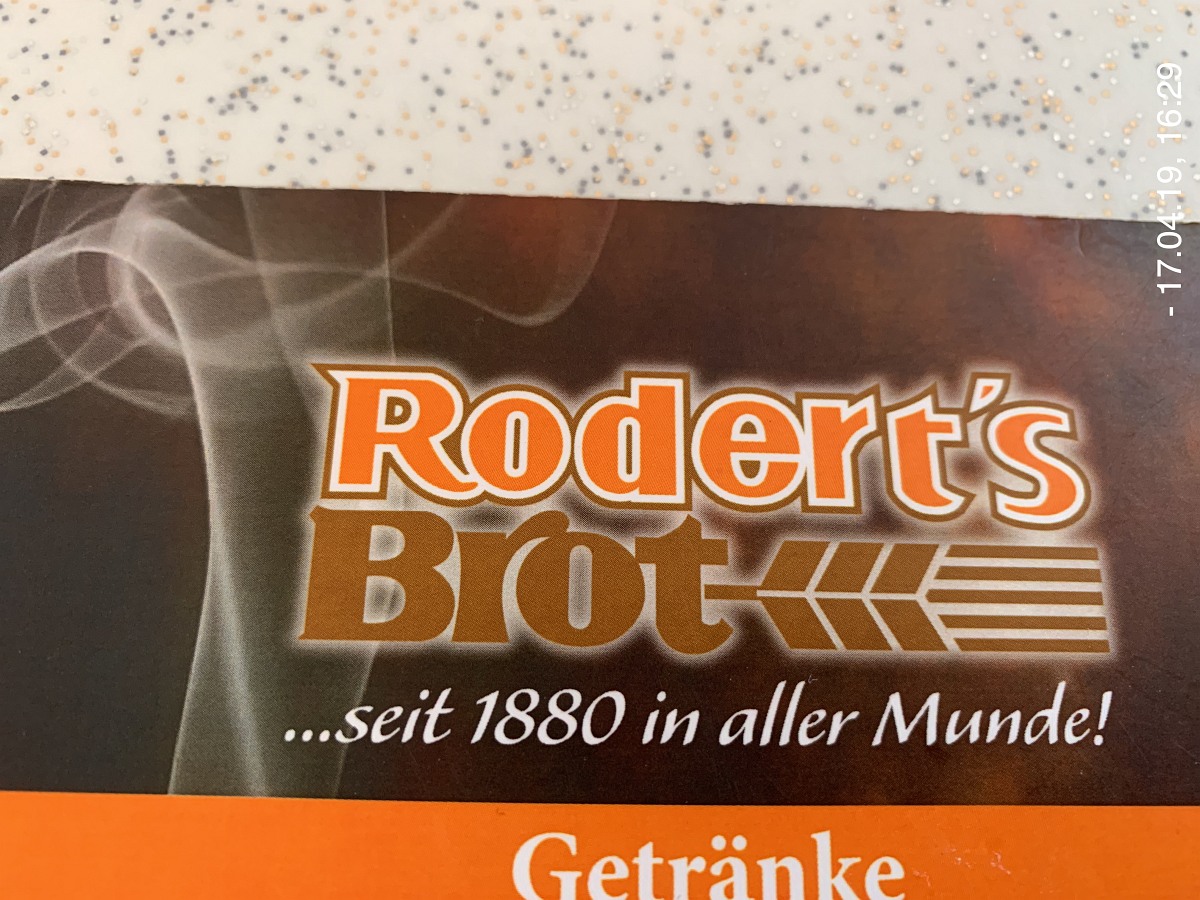 Rodert's
Brot
...seit 1880 in aller Munde!
Getränke
- 17.04.19, 16:29